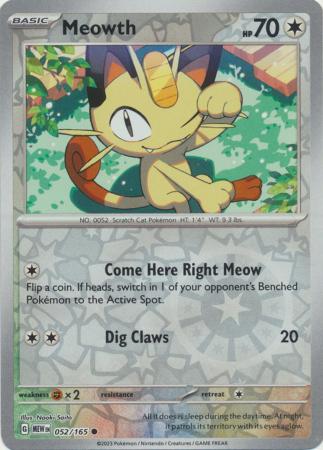 BASIC
Meowth
HP 70
NO. 0052 Scratch Cat Pokémon HT: 1'4" WT: 9.3 lbs.
Come Here Right Meow
Flip a coin. If heads, switch in 1 of your opponent's Benched
Pokémon to the Active Spot.
Dig Claws 20
weakness ×2 resistance retreat
Illus. Naoki Saito
G MEW EN 052/165
All it does is sleep during the daytime. At night,
it patrols its territory with its eyes aglow.
©2023 Pokémon / Nintendo / Creatures / GAME FREAK